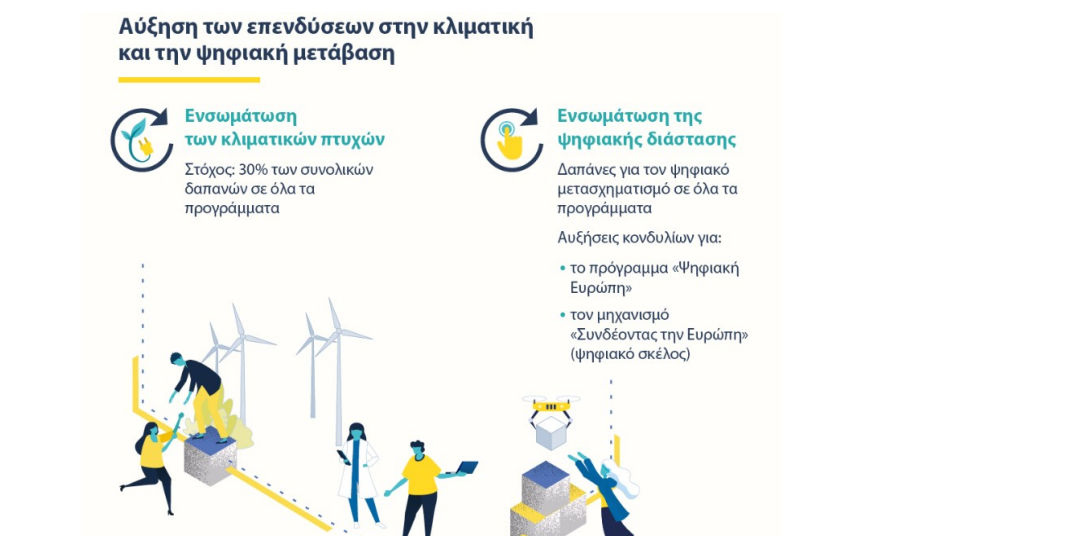 Αύξηση των επενδύσεων στην κλιματική
και την ψηφιακή μετάβαση
Ενσωμάτωση
των κλιματικών πτυχών
Στόχος: 30% των συνολικών
δαπανών σε όλα τα
προγράμματα
Ενσωμάτωση της
ψηφιακής διάστασης
Δαπάνες για τον ψηφιακό
μετασχηματισμό σε όλα τα
προγράμματα
Αυξήσεις κονδυλίων για:
• το πρόγραμμα «Ψηφιακή
Ευρώπη»
• τον μηχανισμό
«Συνδέοντας την Ευρώπη»
(ψηφιακό σκέλος)